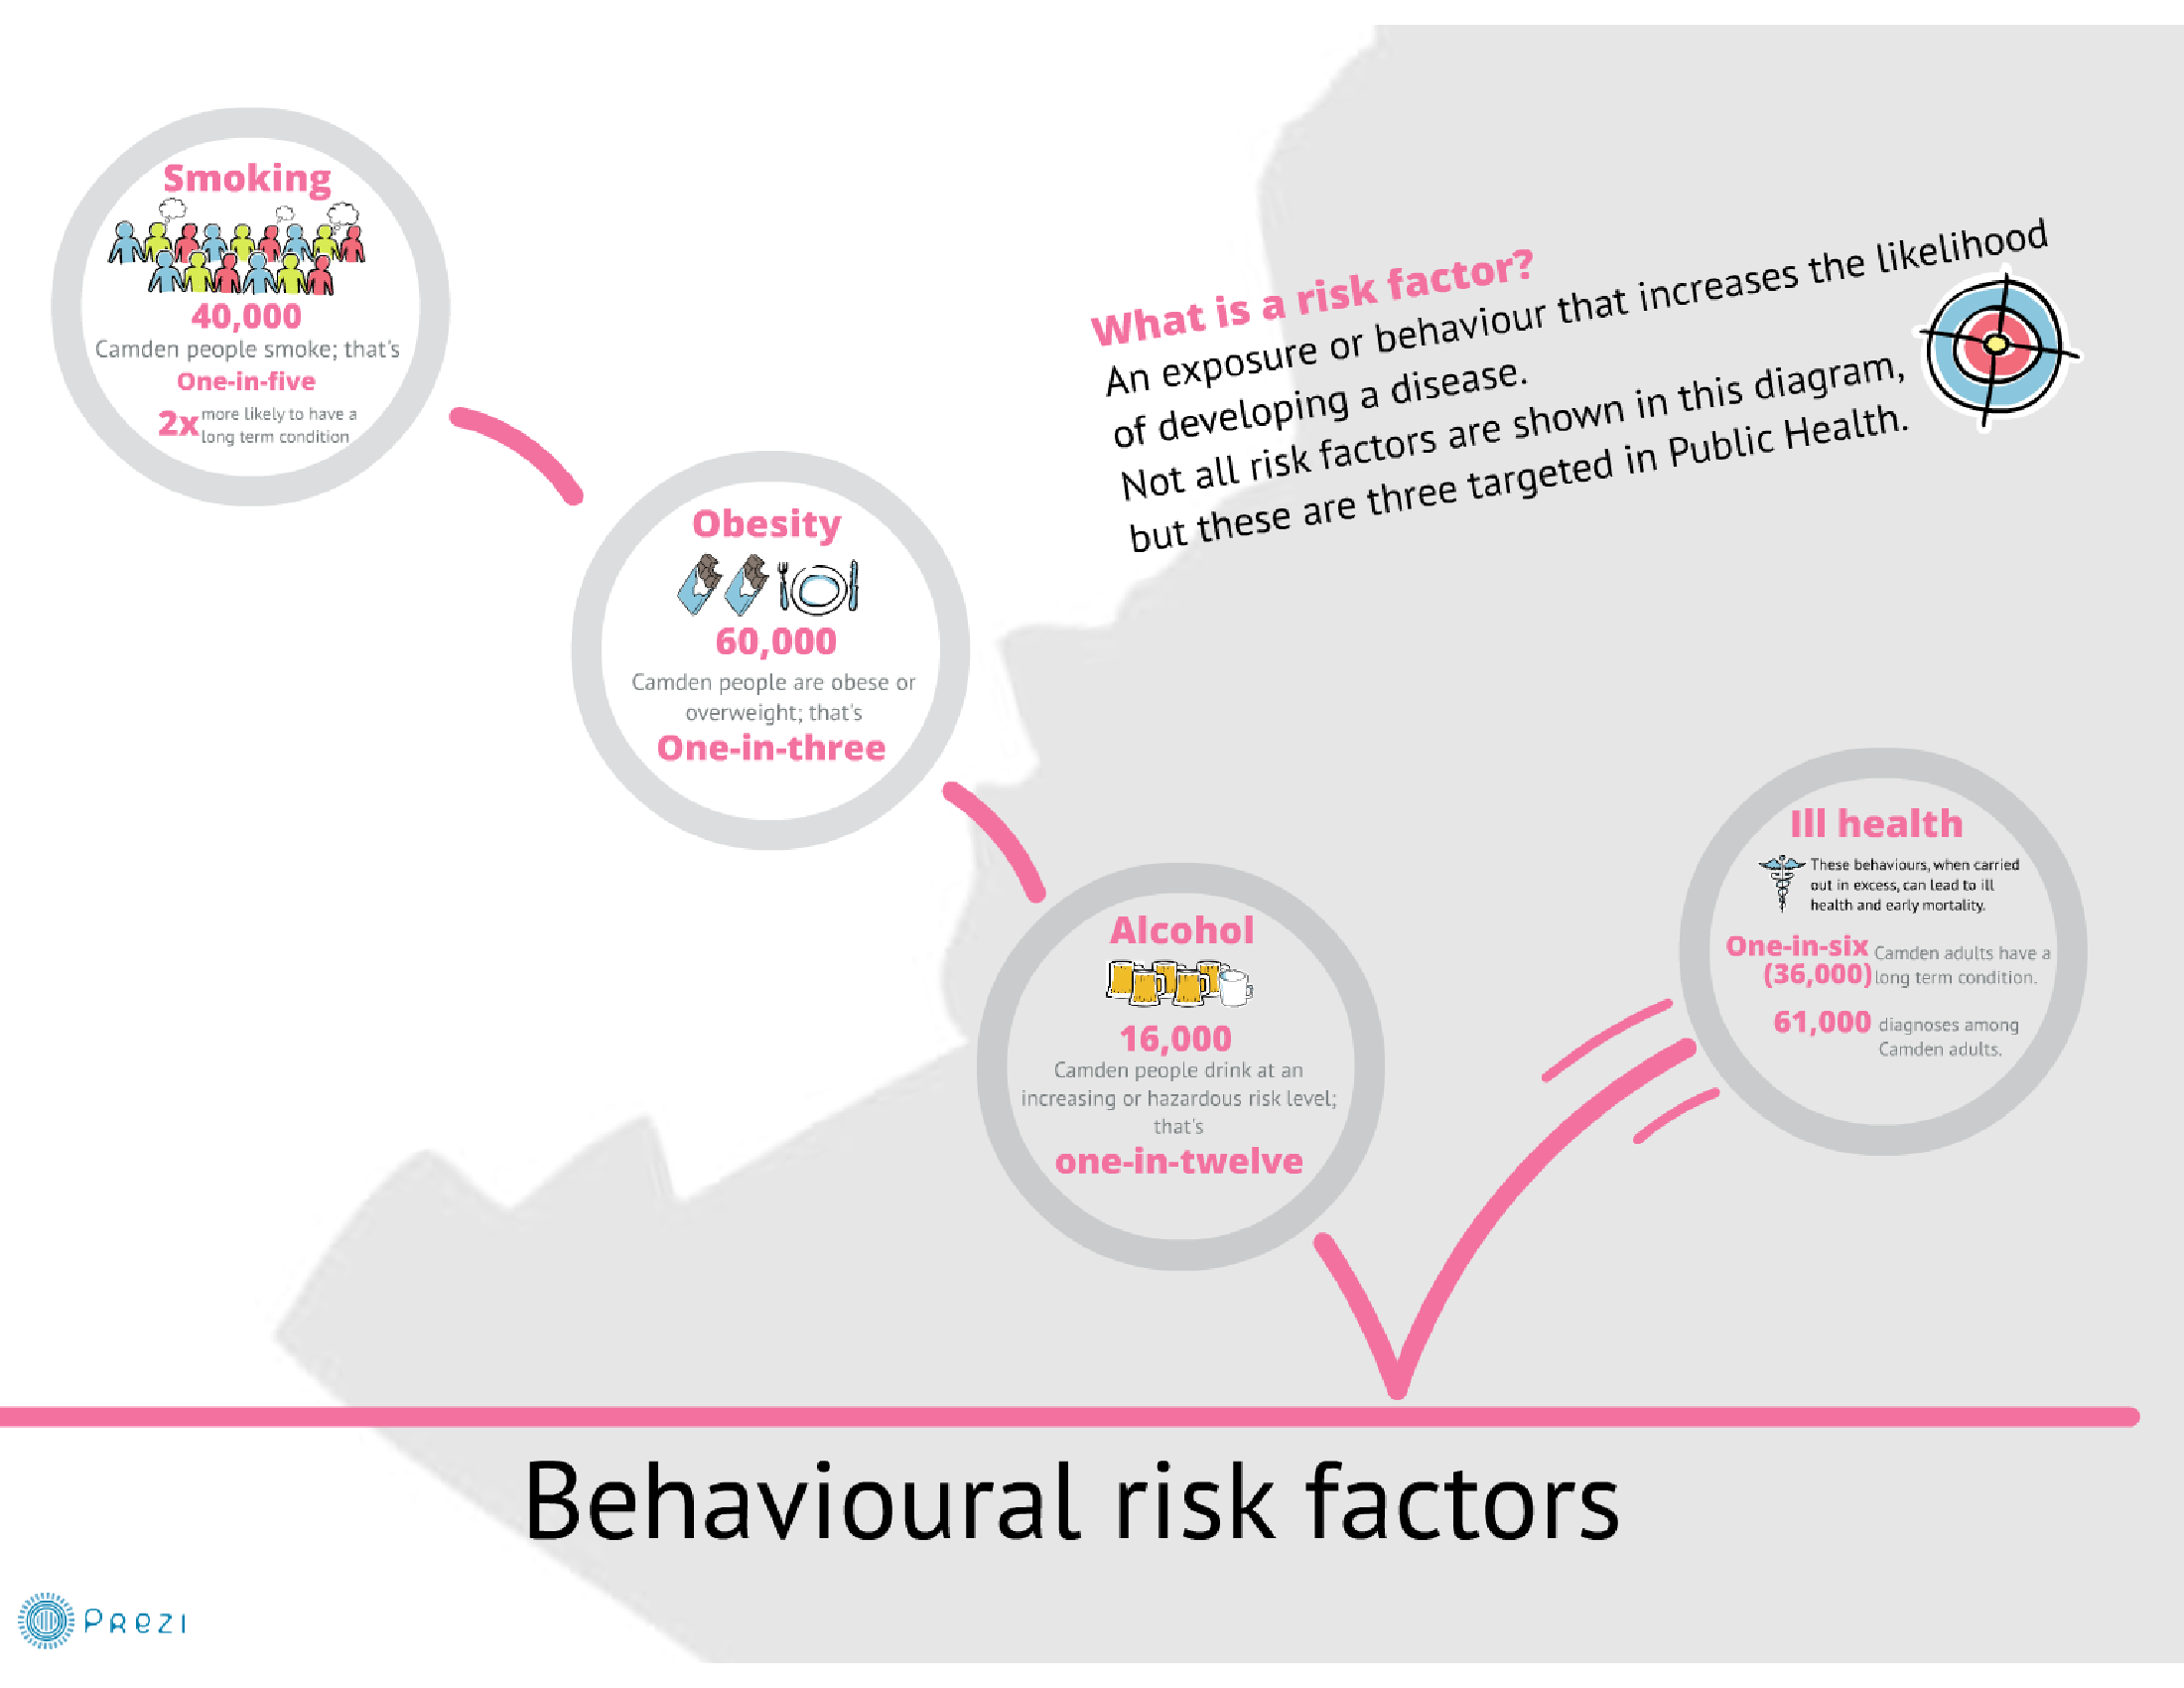 Smoking
40,000
Camden people smoke; that's
One-in-five
2x more likely to have a
long term condition
What is a risk factor?
An exposure or behaviour that increases the likelihood
of developing a disease.
Not all risk factors are shown in this diagram,
but these are three targeted in Public Health.
Obesity
60,000
Camden people are obese or
overweight; that's
One-in-three
Alcohol
16,000
Camden people drink at an
increasing or hazardous risk level;
that's
one-in-twelve
Ill health
These behaviours, when carried
out in excess, can lead to ill
health and early mortality.
One-in-six Camden adults have a
(36,000) long term condition.
61,000 diagnoses among
Camden adults.
Behavioural risk factors
Prezi